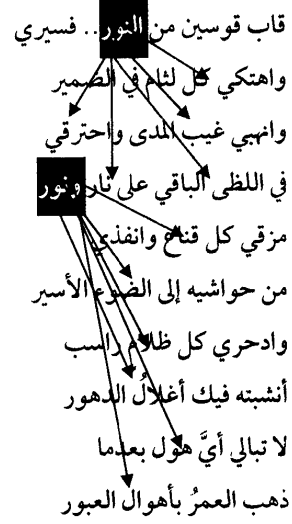 قاب قوسين من النور.. فسيري
واهتكي كل لثام في الضمير
وانهبي غيب المدى واحترقي
في اللظى الباقي على نار ونور
مزقي كل قناع وانفذي
من حواشيه إلى الضوء الأسير
وادحري كل ظلام راسب
أنشبته فيك أغلالُ الدهور
لا تبالي أيَّ هول بعدما
ذهب العمرُ بأهوال العبور